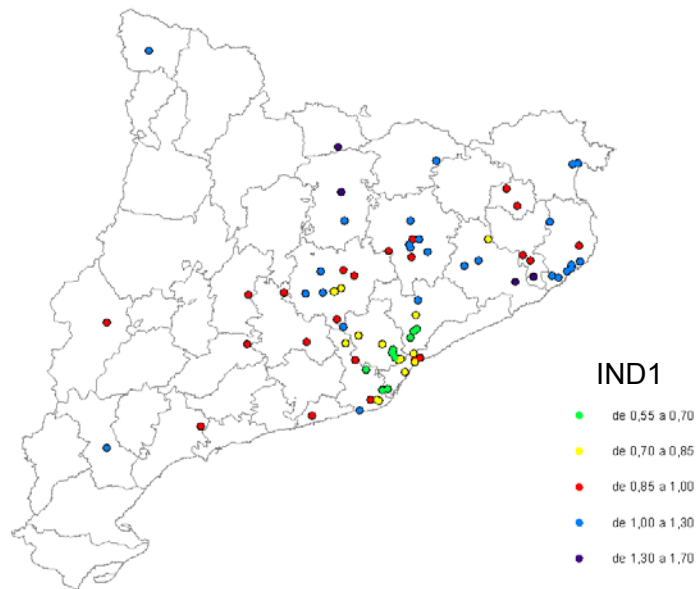 IND1
de 0,55 a 0,70
de 0,70 a 0,85
de 0,85 a 1,00
de 1,00 a 1,30
de 1,30 a 1,70